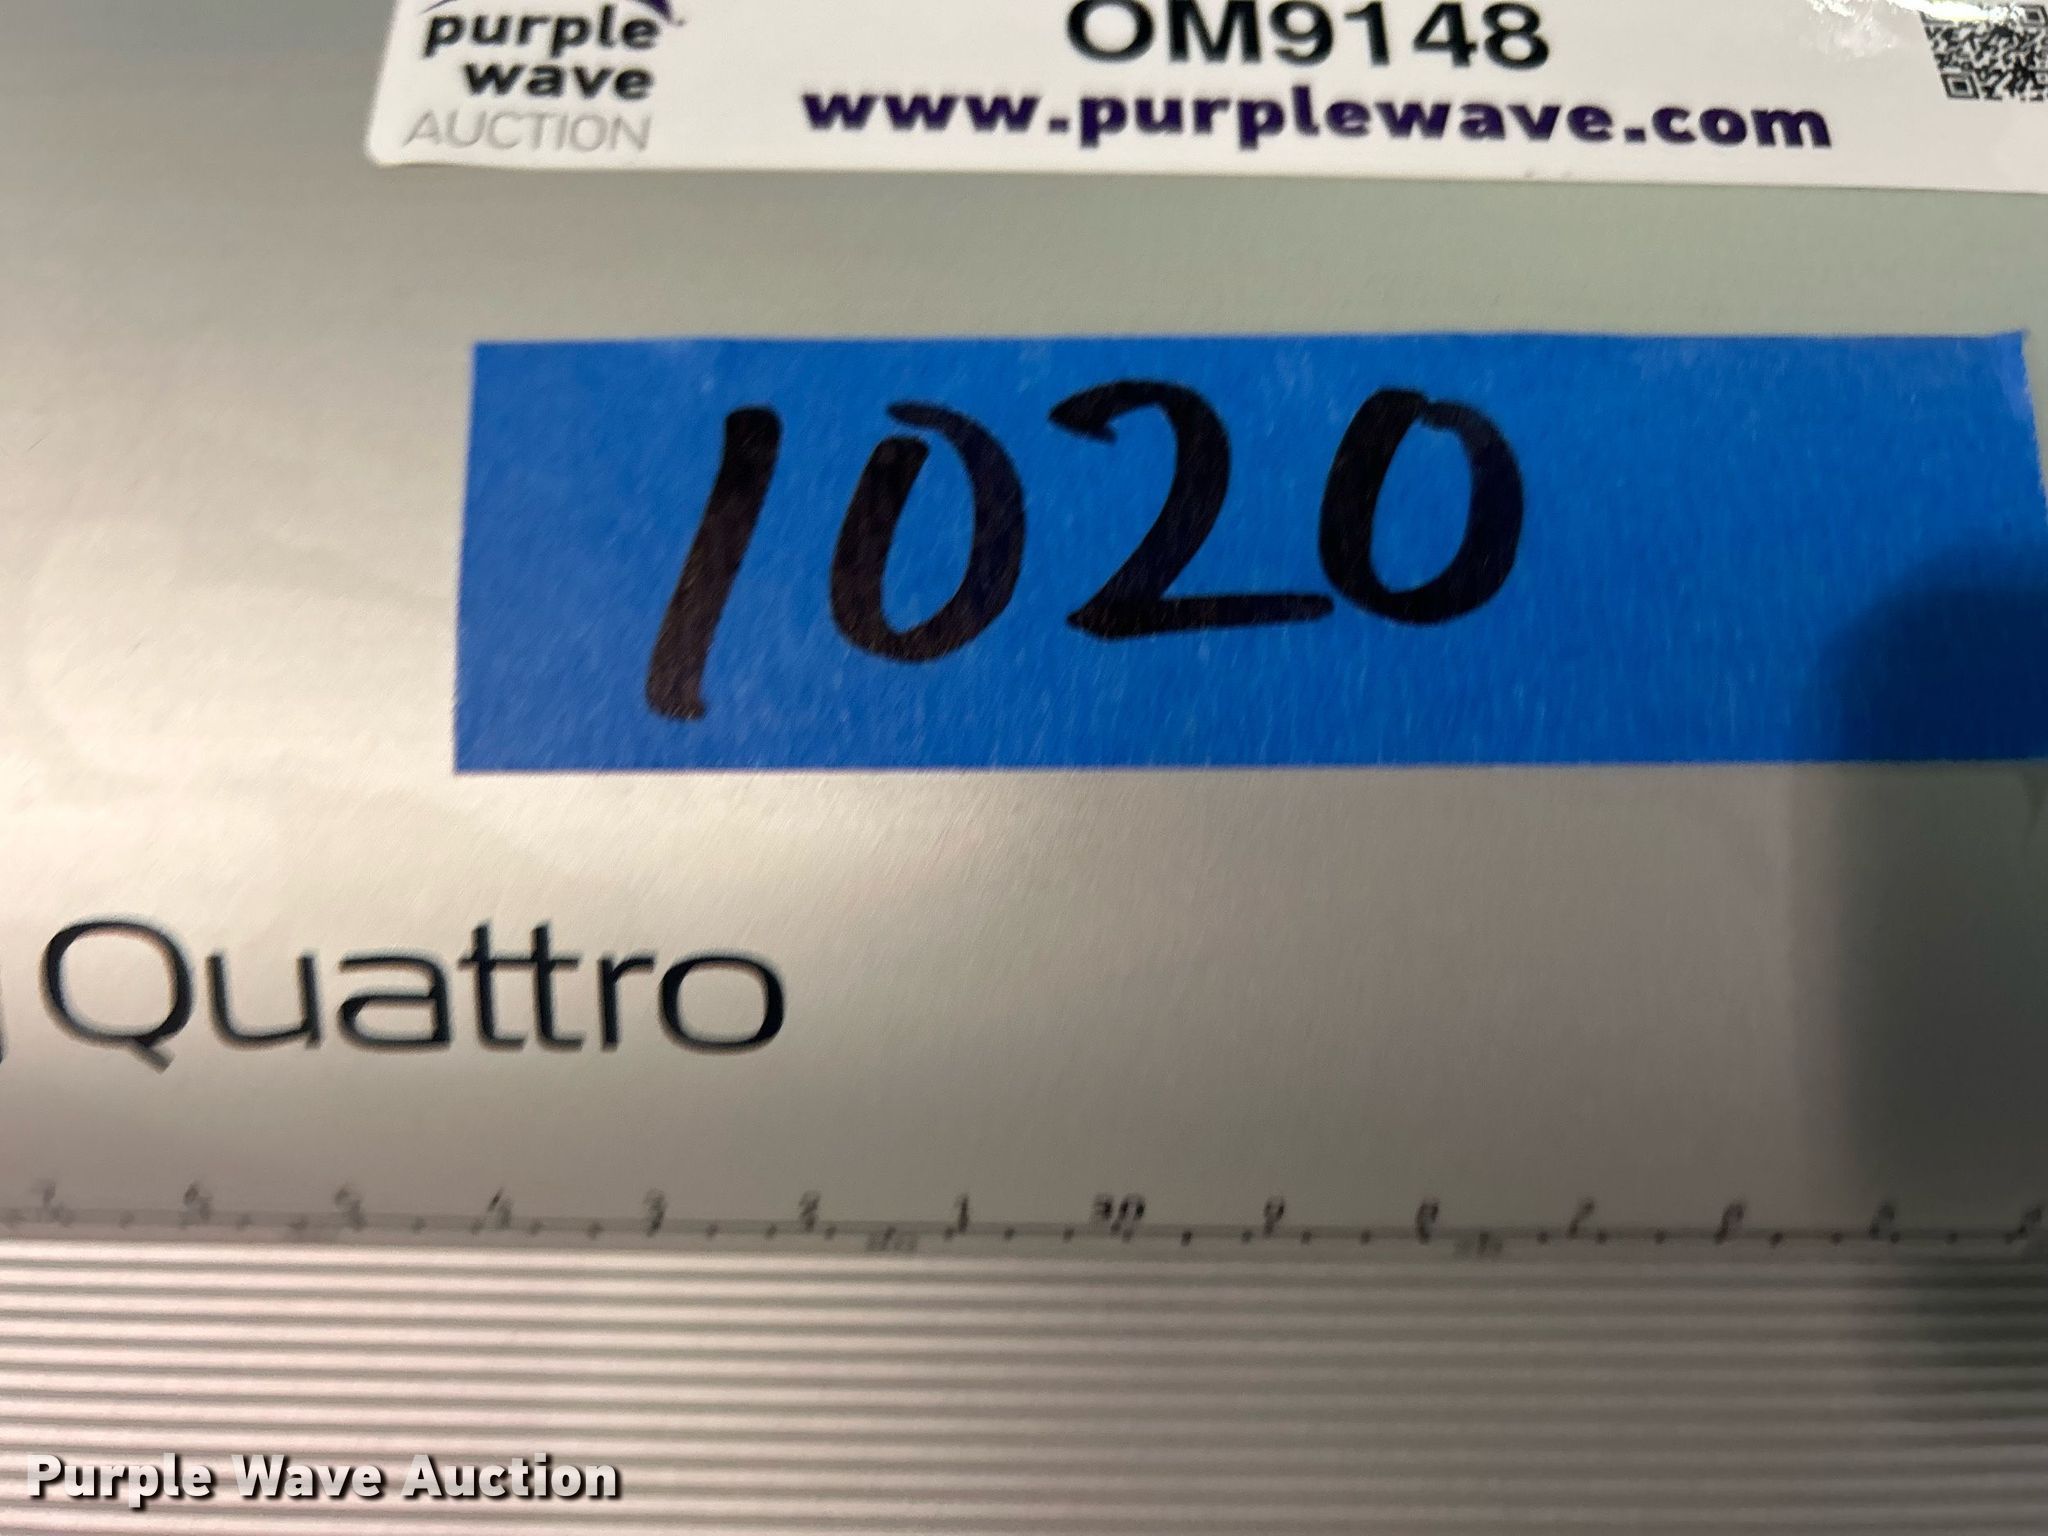 purple
wave
AUCTION
OM9148
www.purplewave.com
1020
Quattro
Purple Wave Auction